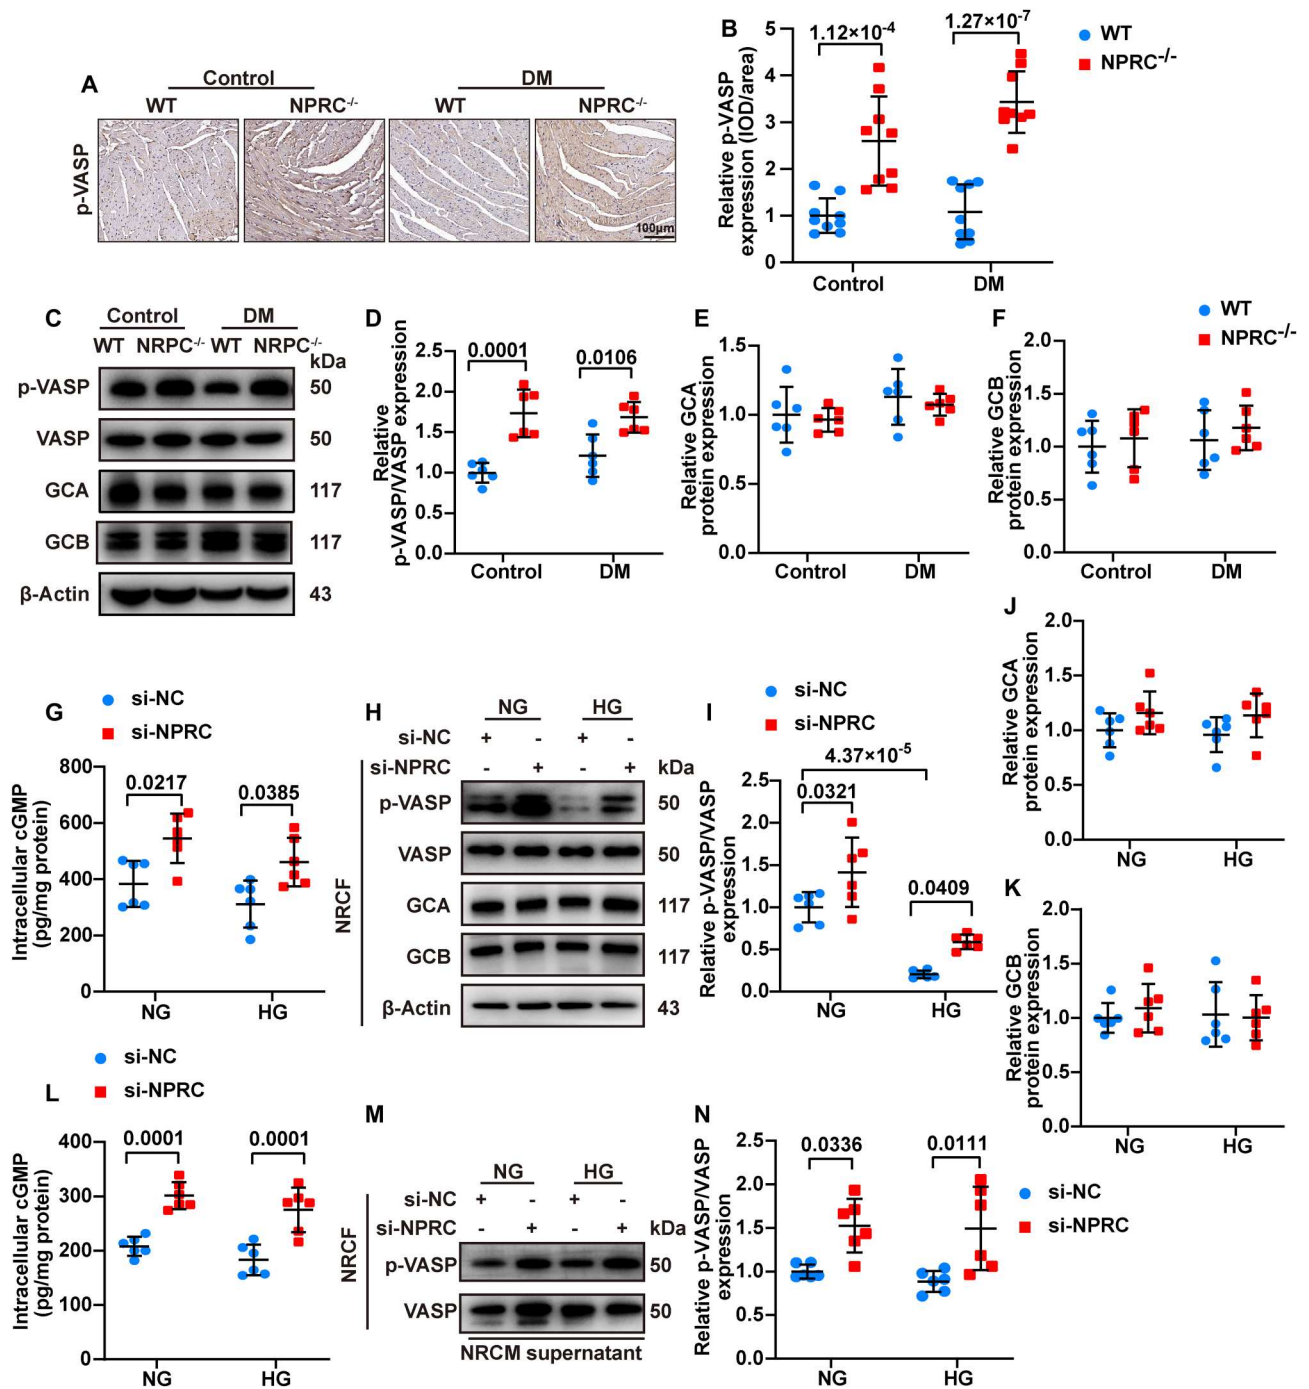 A
Control
DM
WT
NPRC-/-
WT
NPRC-/-
p-VASP
100μm
B
1.12×10-4
1.27×10-7
WT
NPRC-/-
Relative p-VASP
expression (IOD/area)
5
4
3
2
1
0
Control
DM
C
Control
DM
WT
NRPC-/-
WT
NRPC-/-
kDa
p-VASP
50
VASP
50
GCA
117
GCB
117
β-Actin
43
D
Relative
p-VASP/VASP expression
2.5
2.0
1.5
1.0
0.5
0.0
0.0001
0.0106
Control
DM
E
Relative GCA
protein expression
1.5
1.0
0.5
0.0
Control
DM
F
WT
NPRC-/-
Relative GCB
protein expression
2.0
1.5
1.0
0.5
0.0
Control
DM
G
si-NC
si-NPRC
Intracellular cGMP
(pg/mg protein)
800
600
400
200
0
0.0217
0.0385
NG
HG
H
NG
HG
si-NC
+
-
+
-
si-NPRC
-
+
-
+
kDa
NRCF
p-VASP
50
VASP
50
GCA
117
GCB
117
β-Actin
43
I
si-NC
si-NPRC
4.37×10-5
0.0321
0.0409
Relative p-VASP/VASP
expression
2.5
2.0
1.5
1.0
0.5
0.0
NG
HG
J
Relative GCA
protein expression
2.0
1.5
1.0
0.5
0.0
NG
HG
K
Relative GCB
protein expression
2.0
1.5
1.0
0.5
0.0
NG
HG
L
si-NC
si-NPRC
Intracellular cGMP
(pg/mg protein)
400
300
200
100
0
0.0001
0.0001
NG
HG
M
NG
HG
si-NC
+
-
+
-
si-NPRC
-
+
-
+
kDa
NRCF
p-VASP
50
VASP
50
NRCM supernatant
N
0.0336
0.0111
si-NC
si-NPRC
Relative p-VASP/VASP
expression
2.5
2.0
1.5
1.0
0.5
0.0
NG
HG